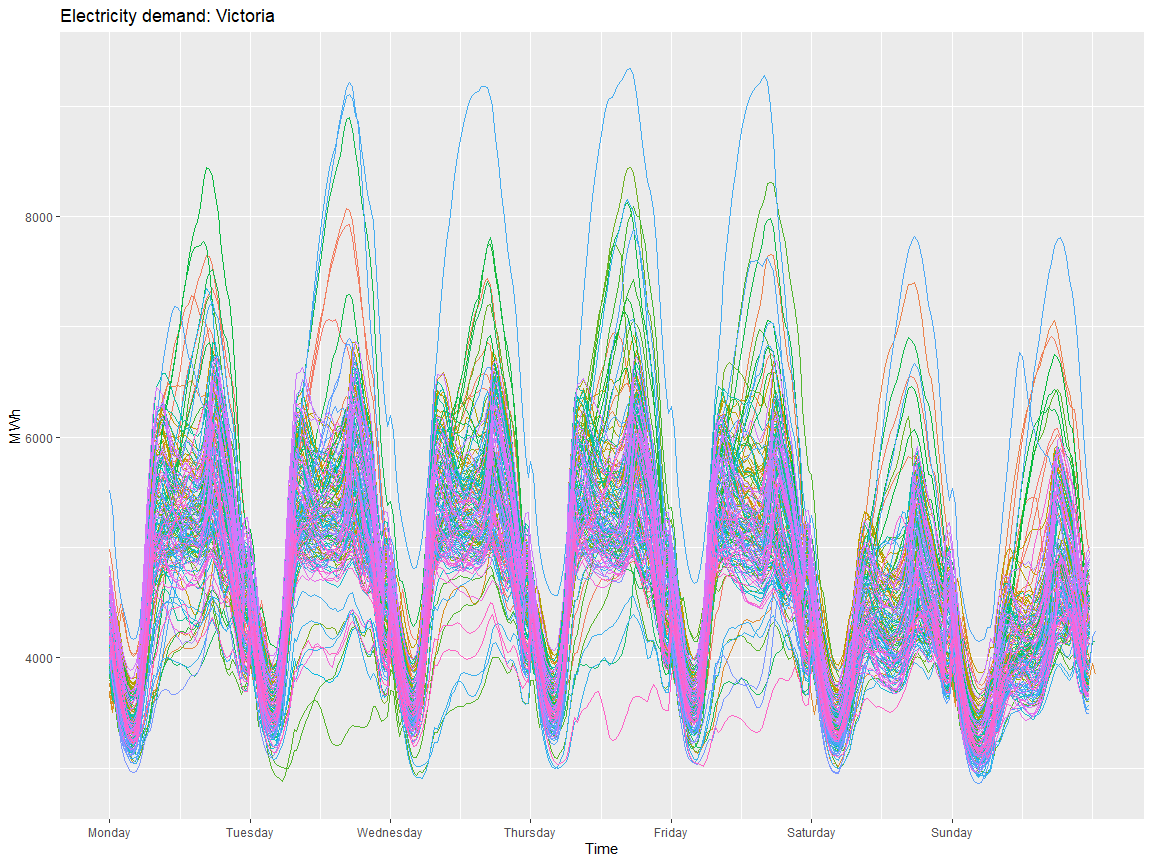 Electricity demand: Victoria
MWh
8000
6000
4000
Monday Tuesday Wednesday Thursday Friday Saturday Sunday
Time